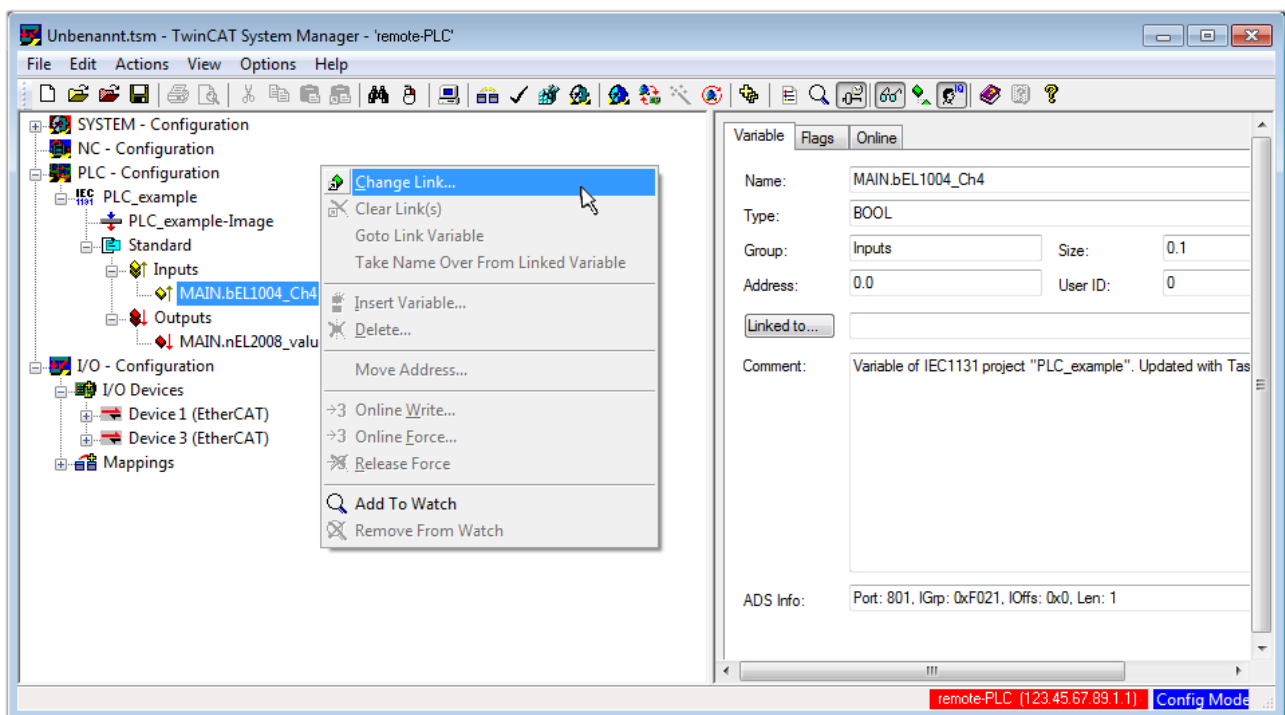 Unbenannt.tsm - TwinCAT System Manager - 'remote-PLC'
File Edit Actions View Options Help
SYSTEM - Configuration
NC - Configuration
PLC - Configuration
IEC
1131
PLC_example
PLC_example-Image
Standard
Inputs
MAIN.bEL1004_Ch4
Outputs
MAIN.nEL2008_valu
I/O - Configuration
I/O Devices
Device 1 (EtherCAT)
Device 3 (EtherCAT)
Mappings
Change Link...
Clear Link(s)
Goto Link Variable
Take Name Over From Linked Variable
Insert Variable...
Delete...
Move Address...
→3 Online Write...
→3 Online Force...
Release Force
Add To Watch
Remove From Watch
Variable Flags Online
Name: MAIN.bEL1004_Ch4
Type: BOOL
Group: Inputs Size: 0.1
Address: 0.0 User ID: 0
Linked to...
Comment: Variable of IEC1131 project "PLC_example". Updated with Tas
ADS Info: Port: 801, IGrp: 0xF021, IOffs: 0x0, Len: 1
remote-PLC (123.45.67.89.1.1) Config Mode